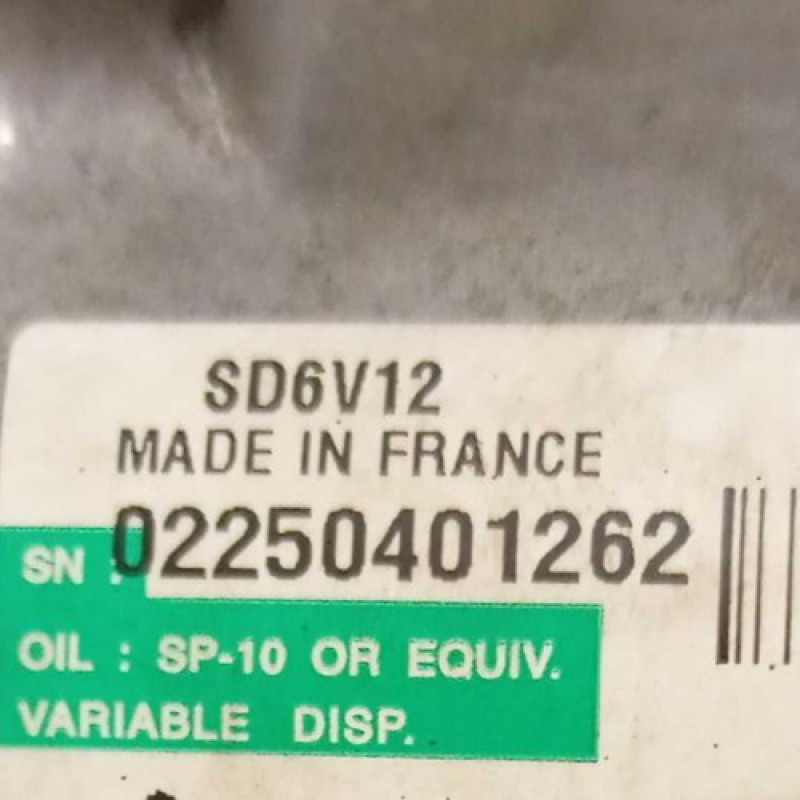 SD6V12
MADE IN FRANCE
SN : 02250401262
OIL : SP-10 OR EQUIV.
VARIABLE DISP.